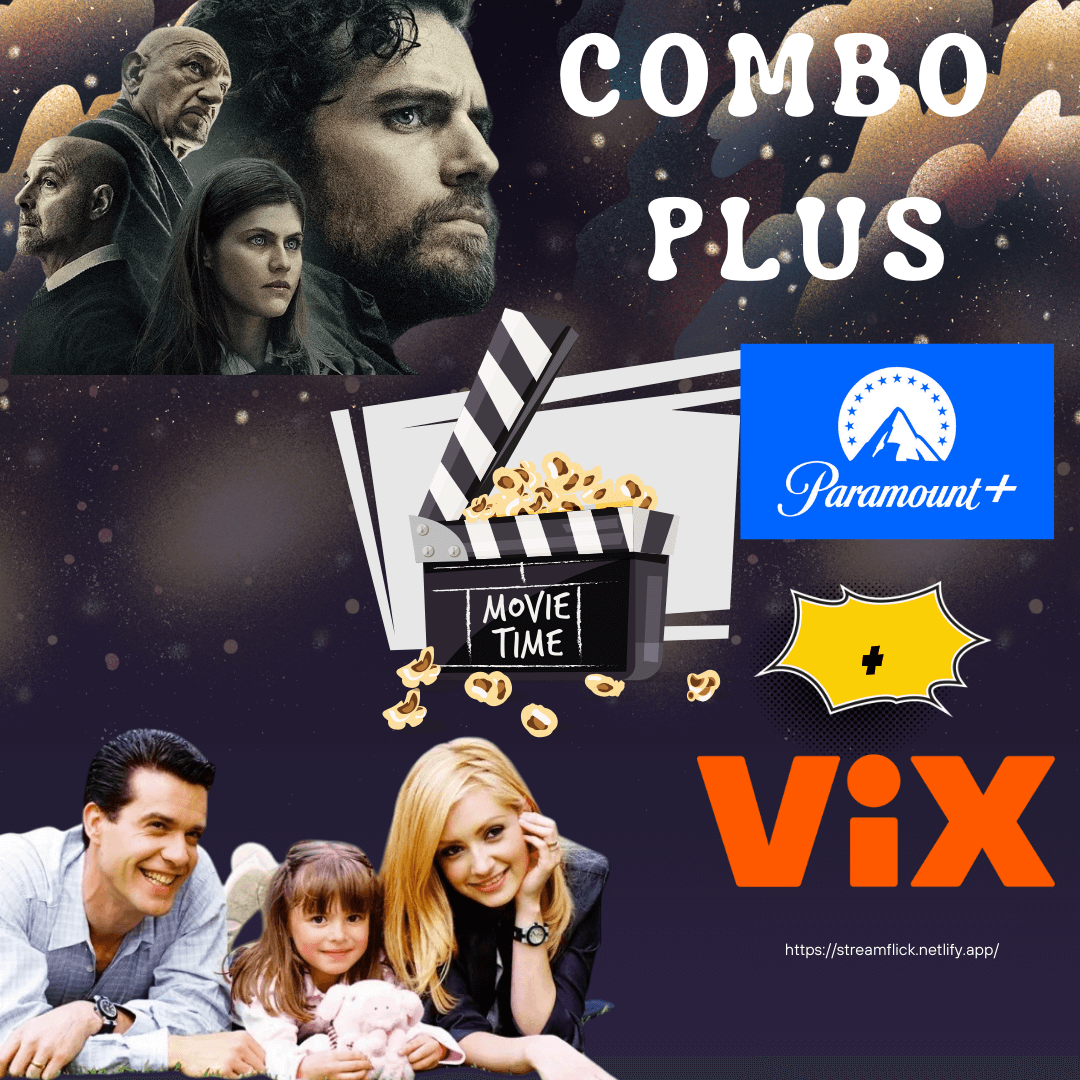 COMBO
PLUS
Paramount+
MOVIE
TIME
+
ViX
https://streamflick.netlify.app/